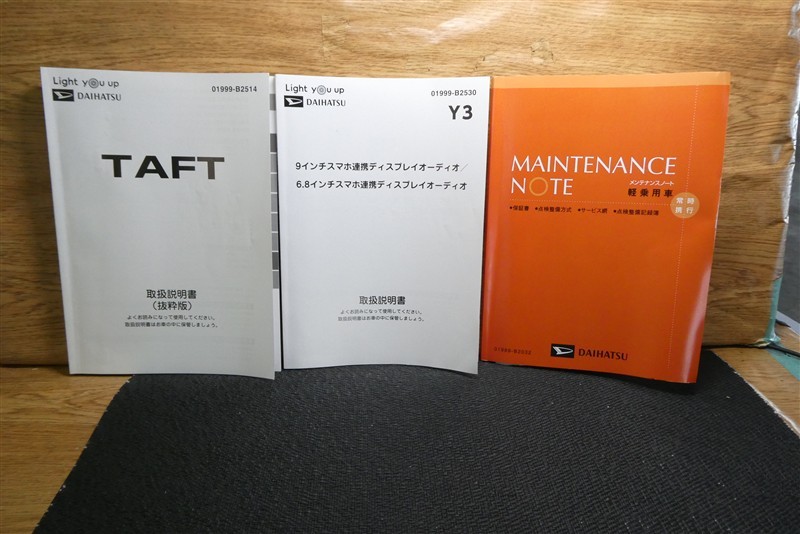 Light you up
DAIHATSU
01999-B2514
TAFT
取扱説明書
（抜粋版）
よくお読みになって使用してください。
取扱説明書はお車の中に保管しましょう。
Light you up
DAIHATSU
01999-B2530
Y3
9インチスマホ連携ディスプレイオーディオ／
6.8インチスマホ連携ディスプレイオーディオ
取扱説明書
よくお読みになって使用してください。
取扱説明書はお車の中に保管しましょう。
MAINTENANCE
NOTE
メンテナンスノート
軽乗用車
常時
携行
●保証書 ●点検整備方式 ●サービス網 ●点検整備記録簿
DAIHATSU